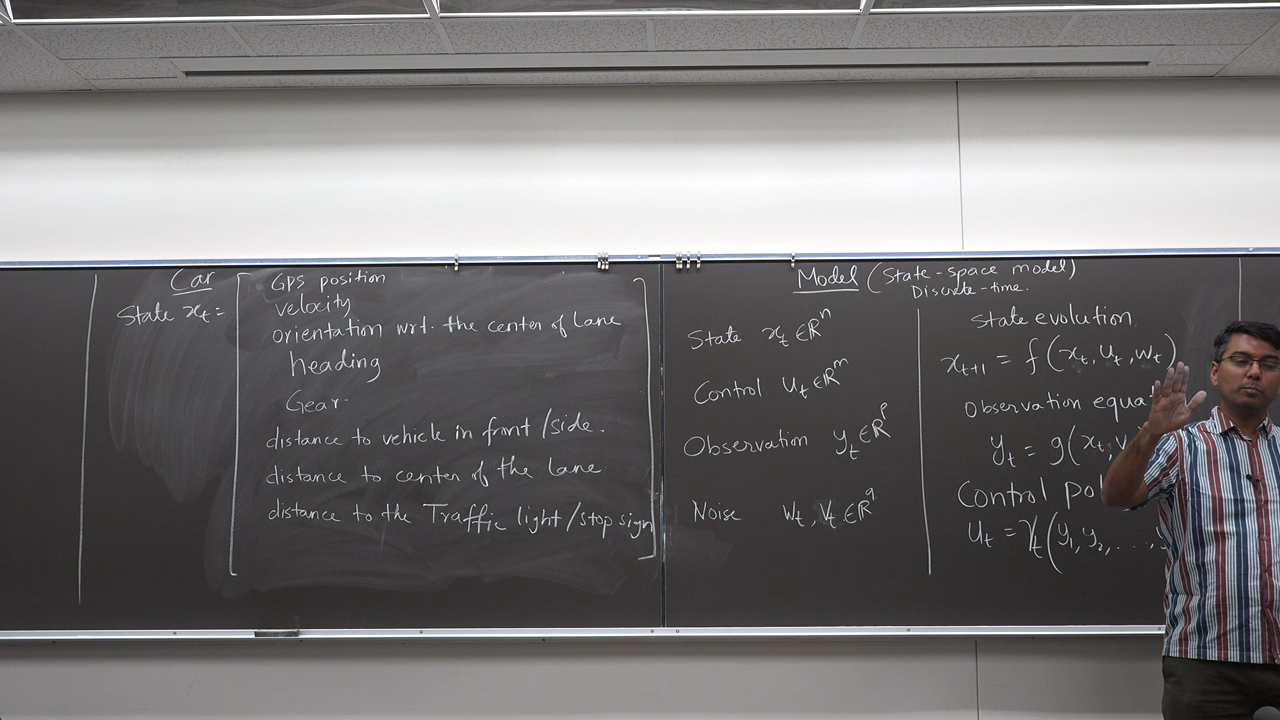 Car
State xₜ =
GPS position
velocity
orientation wrt. the center of lane
heading
Gear.
distance to vehicle in front / side.
distance to center of the lane
distance to the Traffic light / stop sign
Model (State-space model)
Discrete-time.
State xₜ ∈ ℝⁿ
Control uₜ ∈ ℝᵐ
Observation yₜ ∈ ℝᵖ
Noise wₜ, vₜ ∈ ℝ^q
State evolution
xₜ₊₁ = f(xₜ, uₜ, wₜ)
Observation
yₜ = g(xₜ,
Control
uₜ = γₜ(y₁, y₂, ...,